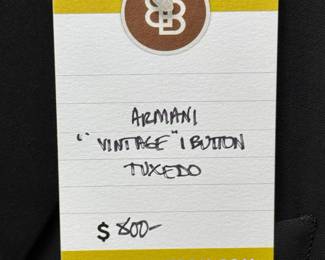 ARMANI
"VINTAGE" 1 BUTTON
TUXEDO
$ 800-